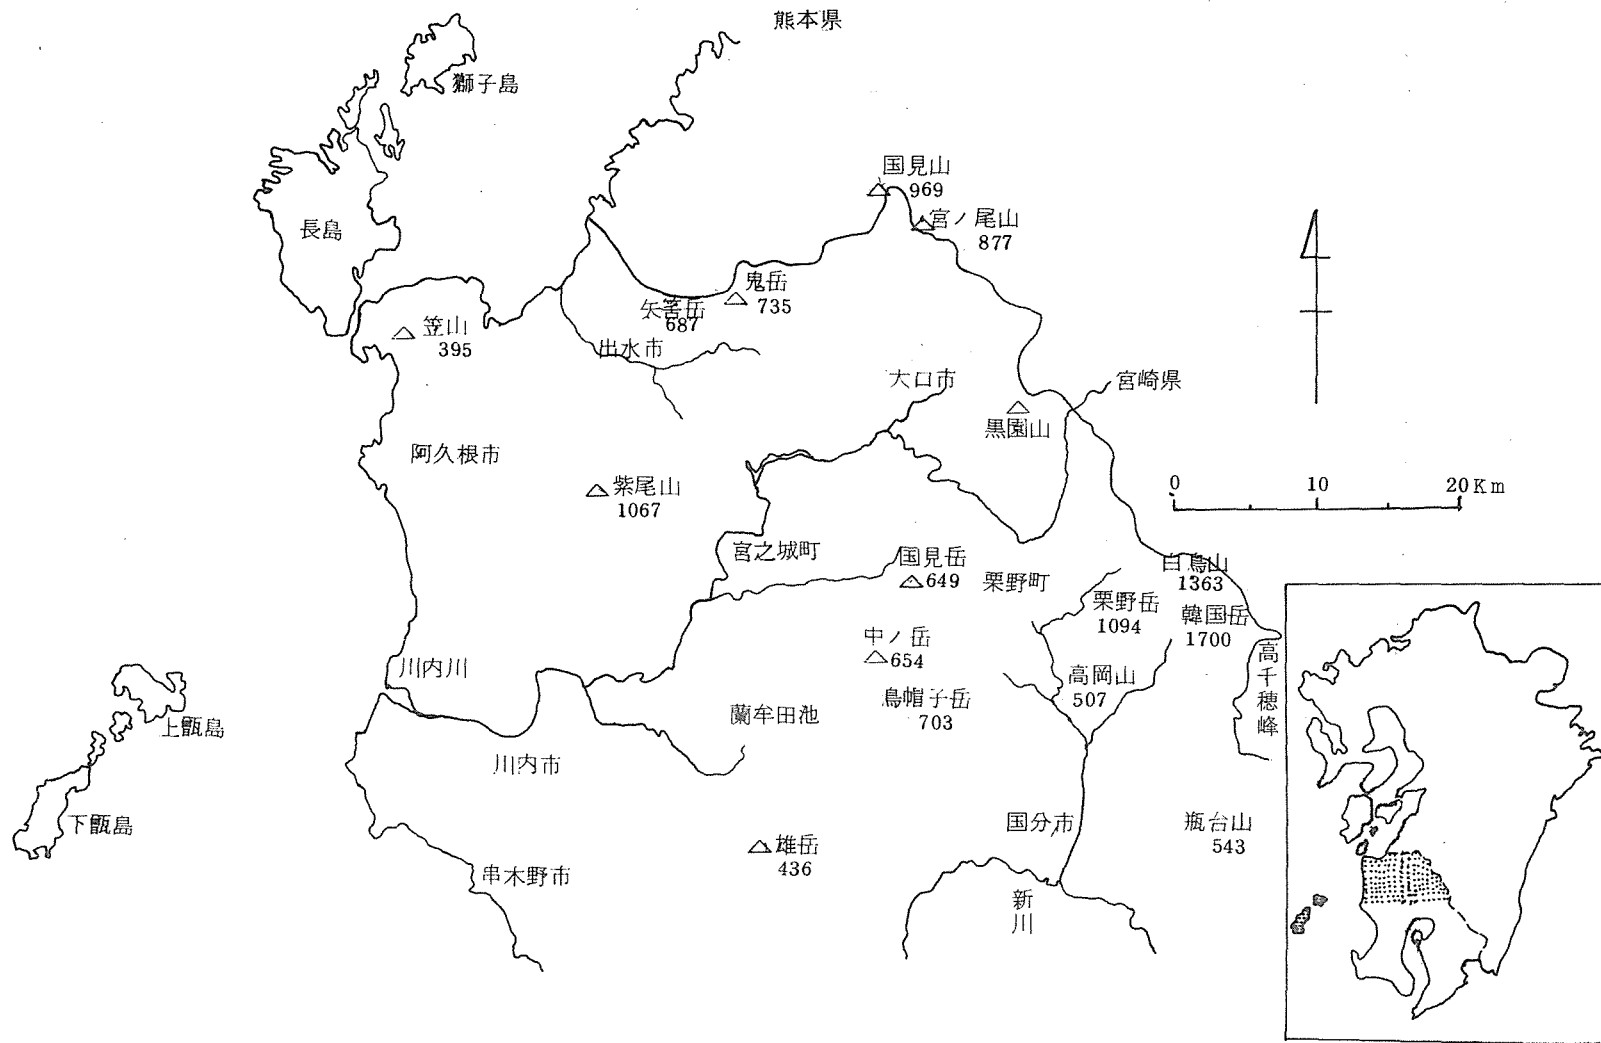 熊本県
獅子島
国見山
969
宮ノ尾山
877
長島
鬼岳
735
矢筈岳
687
笠山
395
出水市
大口市
宮崎県
黒園山
阿久根市
紫尾山
1067
0 10 20Km
宮之城町
国見岳
649
栗野町
白鳥山
1363
栗野岳
1094
韓国岳
1700
中ノ岳
654
高千穂峰
川内川
高岡山
507
烏帽子岳
703
藺牟田池
上甑島
川内市
下甑島
国分市
瓶台山
543
雄岳
436
串木野市
新川